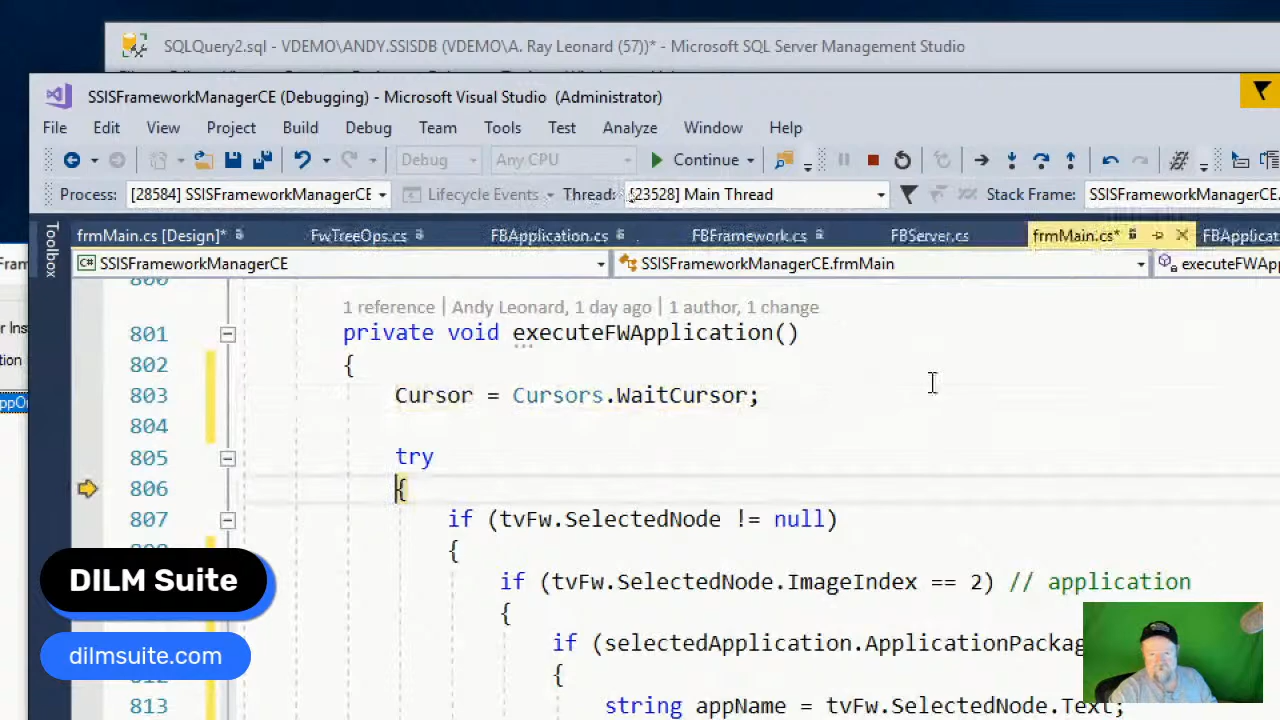 SQLQuery2.sql - VDEMO\ANDY.SSISDB (VDEMO\A. Ray Leonard (57))* - Microsoft SQL Server Management Studio
SSISFrameworkManagerCE (Debugging) - Microsoft Visual Studio (Administrator)
File Edit View Project Build Debug Team Tools Test Analyze Window Help
Debug Any CPU Continue
Process: [28584] SSISFrameworkManagerCE Lifecycle Events Thread: [23528] Main Thread Stack Frame: SSISFrameworkManagerCE.
Toolbox
frmMain.cs [Design]* FwTreeOps.cs FBApplication.cs FBFramework.cs FBServer.cs frmMain.cs* FBApplicat
SSISFrameworkManagerCE SSISFrameworkManagerCE.frmMain executeFWApp
800
1 reference | Andy Leonard, 1 day ago | 1 author, 1 change
801 private void executeFWApplication()
802 {
803 Cursor = Cursors.WaitCursor;
804
805 try
806 {
807 if (tvFw.SelectedNode != null)
{
if (tvFw.SelectedNode.ImageIndex == 2) // application
{
if (selectedApplication.ApplicationPackag
{
813 string appName = tvFw.SelectedNode.Text;
DILM Suite
dilmsuite.com